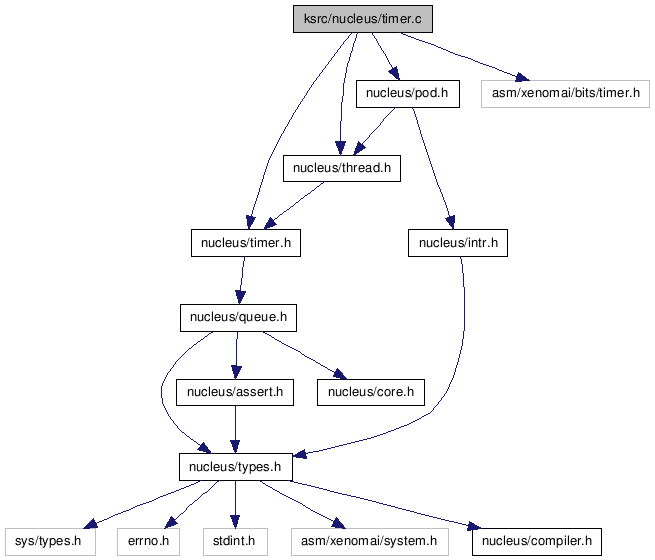 ksrc/nucleus/timer.c
nucleus/pod.h
asm/xenomai/bits/timer.h
nucleus/thread.h
nucleus/timer.h
nucleus/intr.h
nucleus/queue.h
nucleus/assert.h
nucleus/core.h
nucleus/types.h
sys/types.h
errno.h
stdint.h
asm/xenomai/system.h
nucleus/compiler.h